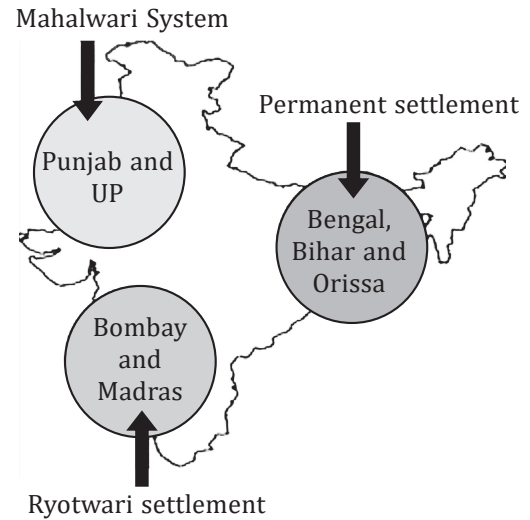 Mahalwari System
Permanent settlement
Punjab and
UP
Bengal,
Bihar and
Orissa
Bombay
and
Madras
Ryotwari settlement